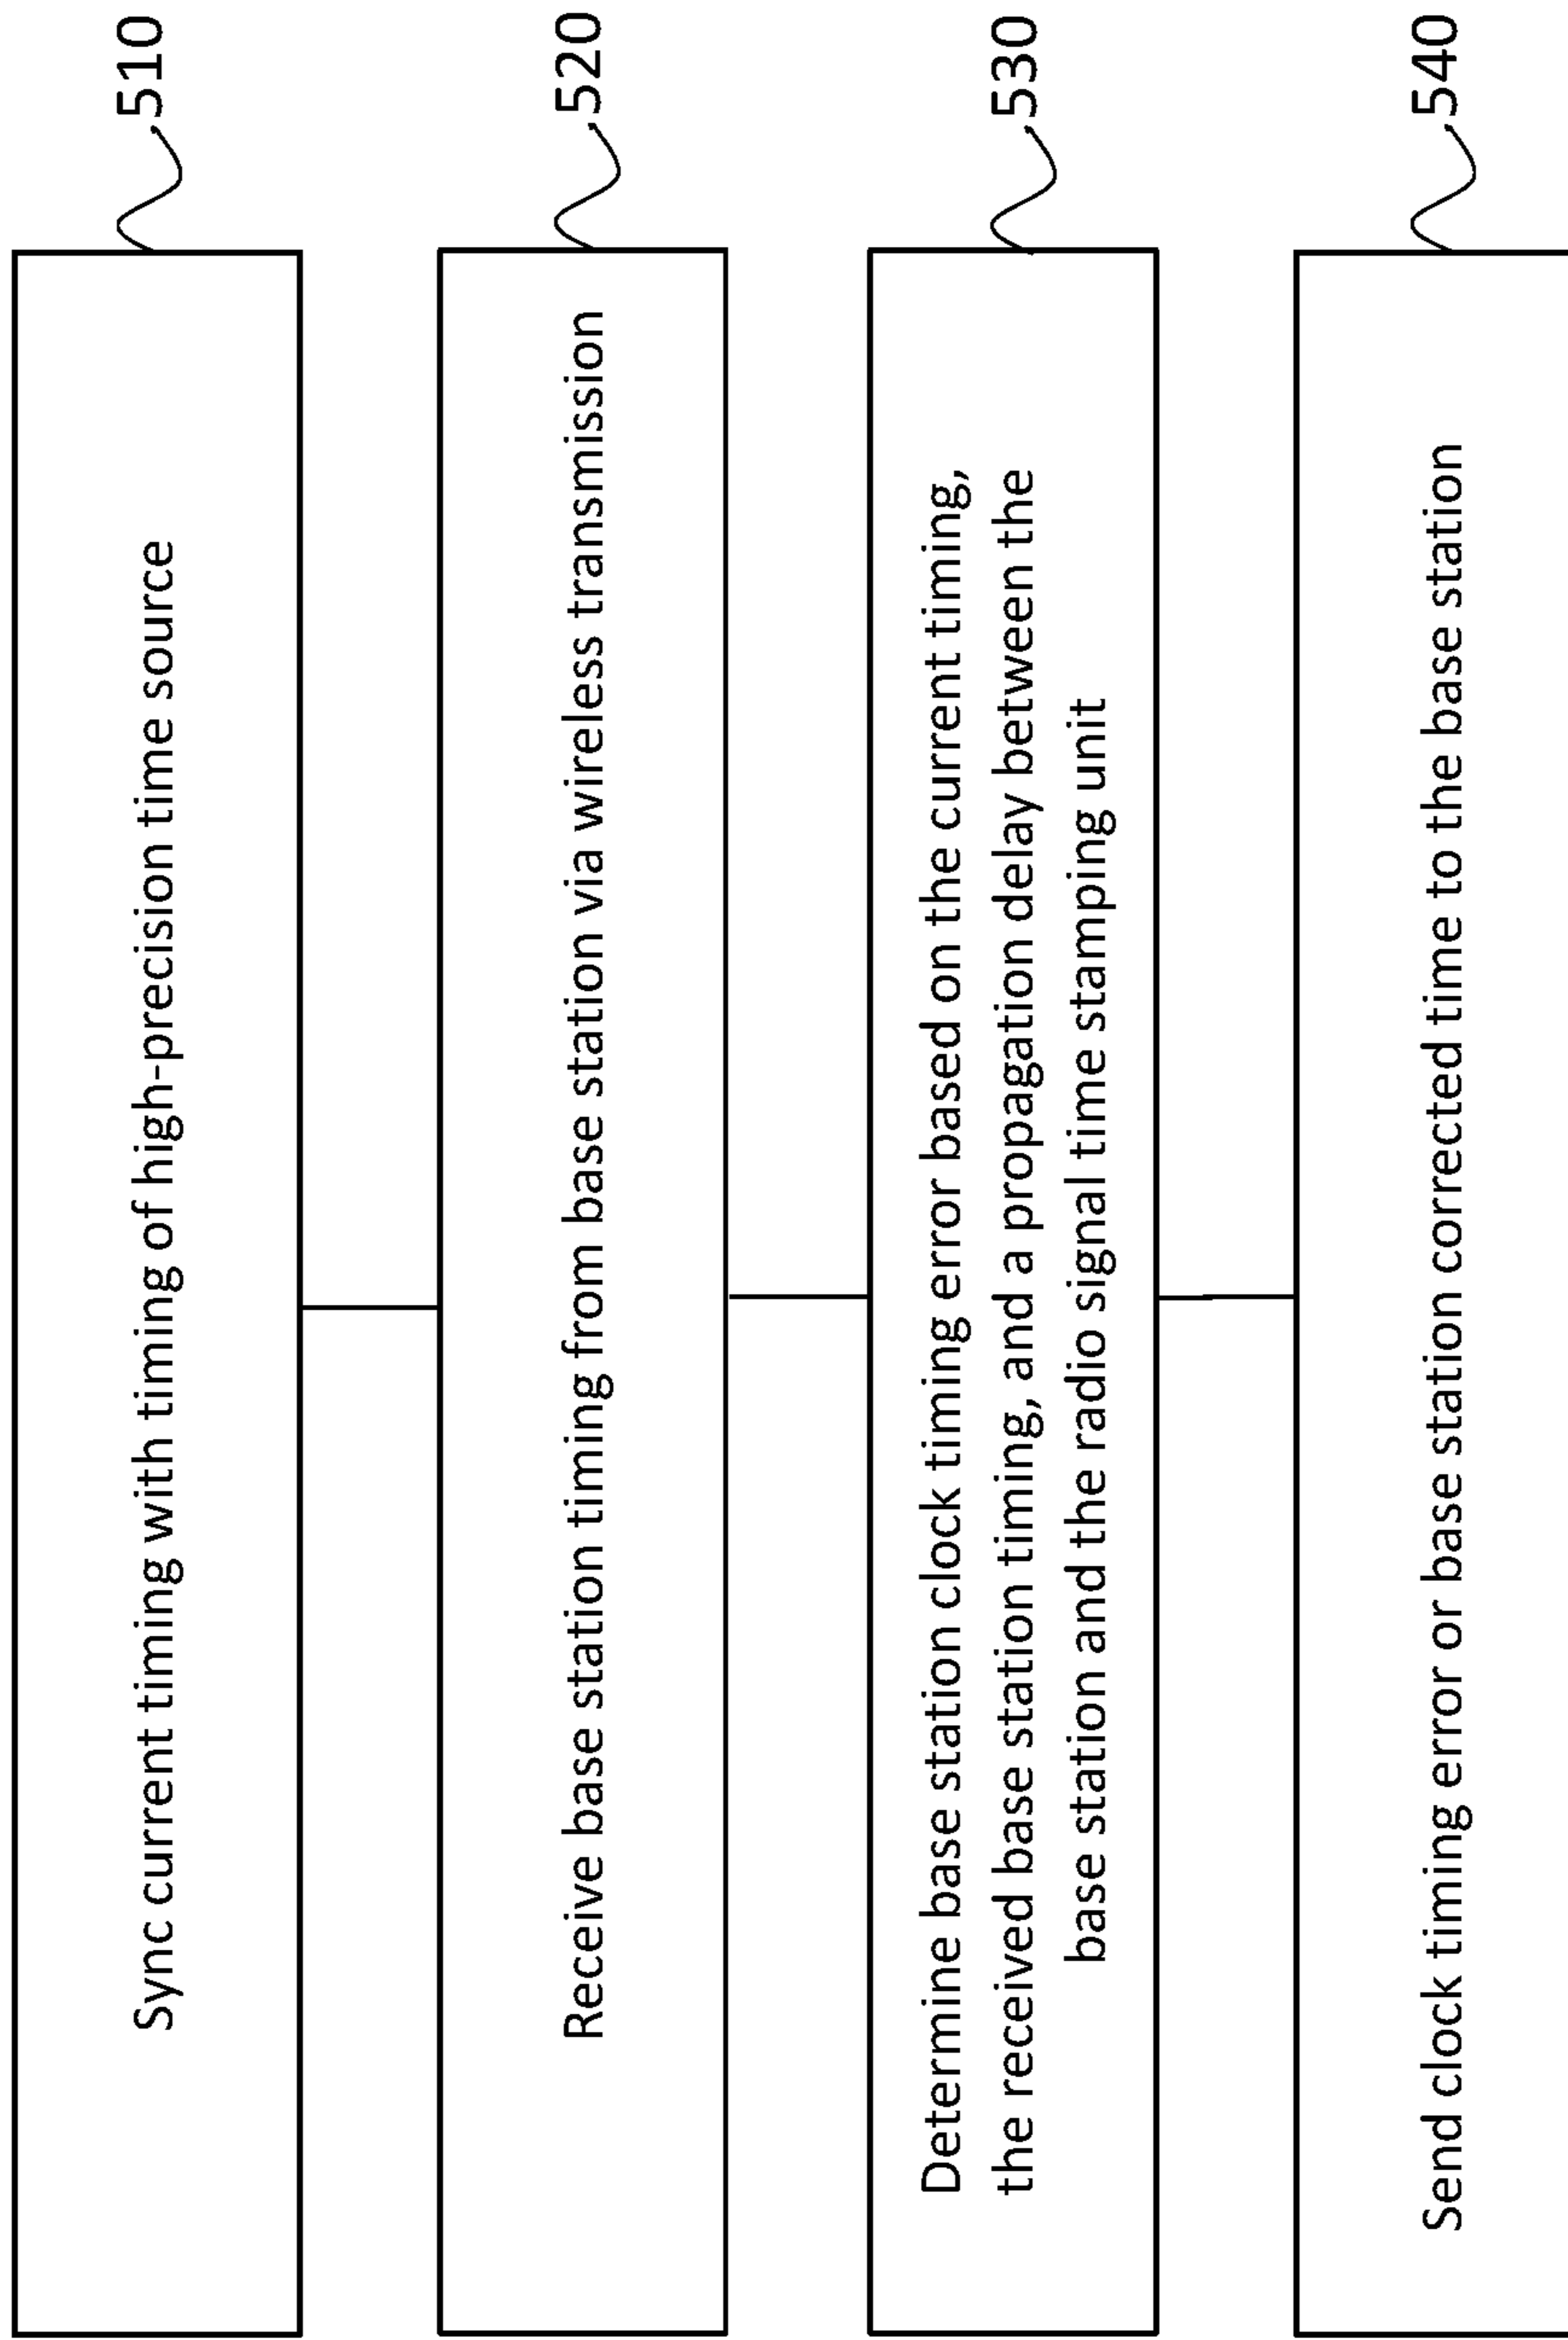 Sync current timing with timing of high-precision time source
510
Receive base station timing from base station via wireless transmission
520
Determine base station clock timing error based on the current timing,
the received base station timing, and a propagation delay between the
base station and the radio signal time stamping unit
530
Send clock timing error or base station corrected time to the base station
540